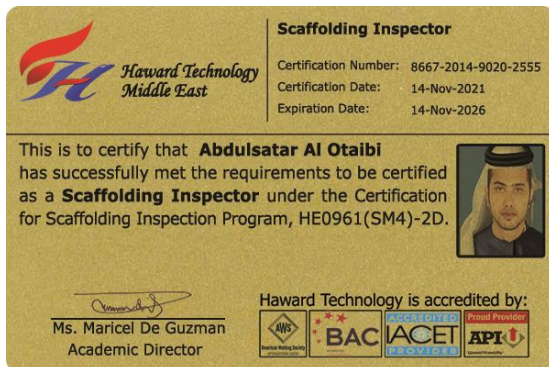 Haward Technology
Middle East
Scaffolding Inspector
Certification Number: 8667-2014-9020-2555
Certification Date: 14-Nov-2021
Expiration Date: 14-Nov-2026
This is to certify that Abdulsatar Al Otaibi
has successfully met the requirements to be certified
as a Scaffolding Inspector under the Certification
for Scaffolding Inspection Program, HE0961(SM4)-2D.
Ms. Maricel De Guzman
Academic Director
Haward Technology is accredited by:
AWS
American Welding Society
BAC
ACCREDITED
IACET
PROVIDER
Proud Provider
API U